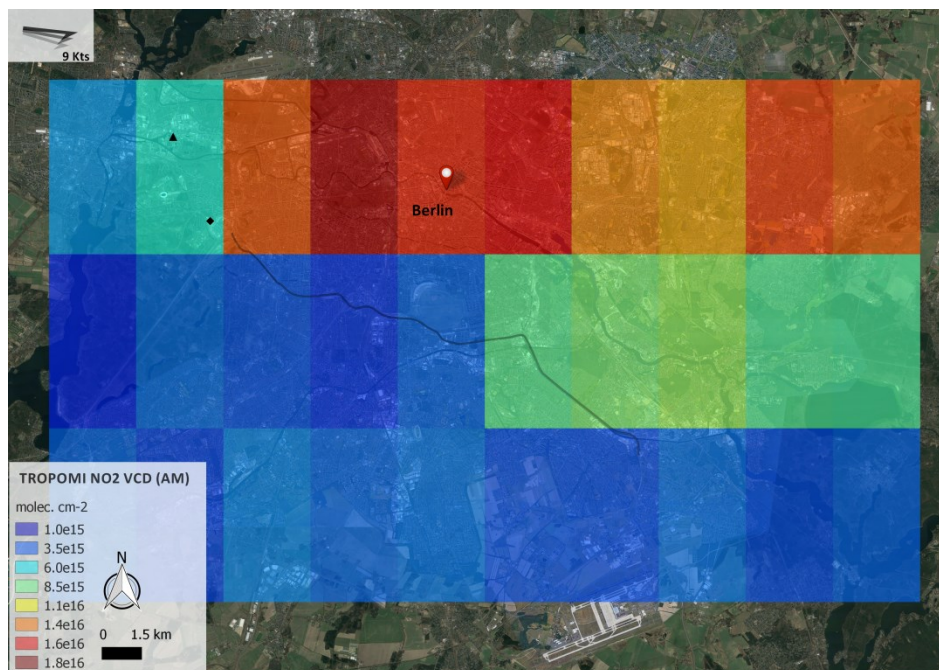 9 Kts
Berlin
TROPOMI NO2 VCD (AM)
molec. cm-2
1.0e15
3.5e15
6.0e15
8.5e15
1.1e16
1.4e16
1.6e16
1.8e16
N
0 1.5 km